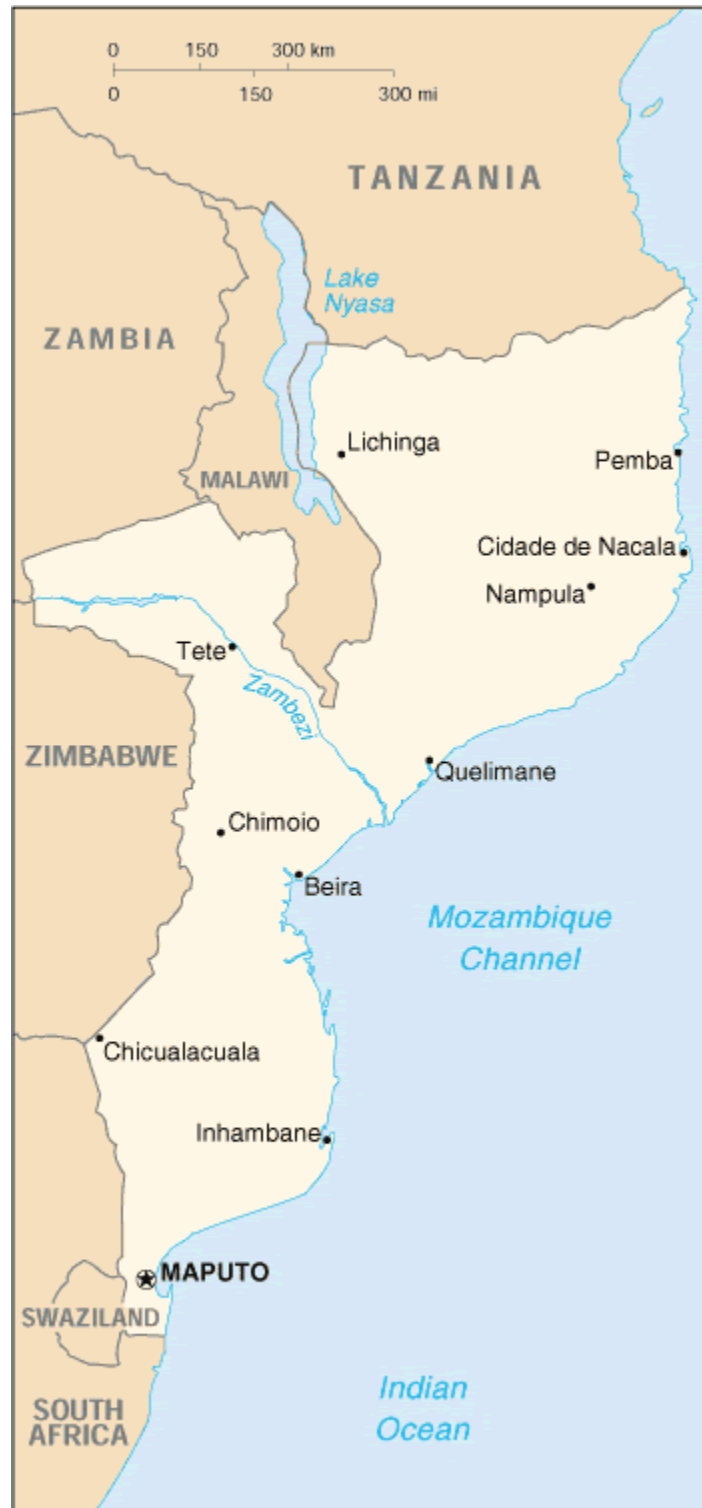 0 150 300 km
0 150 300 mi
TANZANIA
Lake
Nyasa
ZAMBIA
Lichinga
Pemba
MALAWI
Cidade de Nacala
Nampula
Tete
Zambezi
ZIMBABWE
Quelimane
Chimoio
Beira
Mozambique
Channel
Chicualacuala
Inhambane
MAPUTO
SWAZILAND
Indian
Ocean
SOUTH
AFRICA